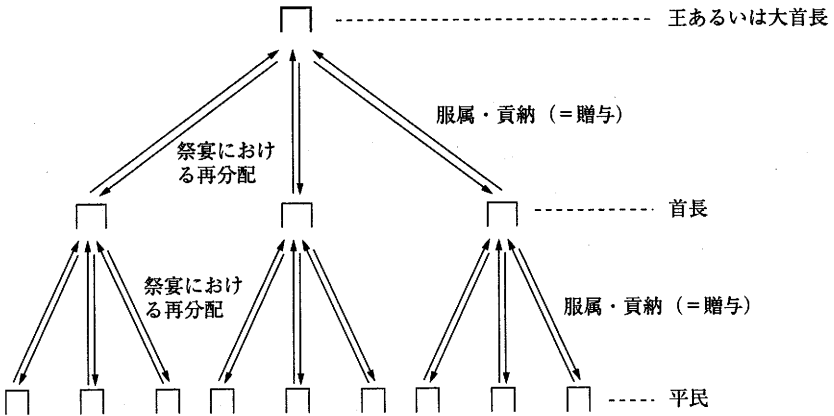 王あるいは大首長
服属・貢納（＝贈与）
祭宴におけ
る再分配
首長
祭宴におけ
る再分配
服属・貢納（＝贈与）
平民